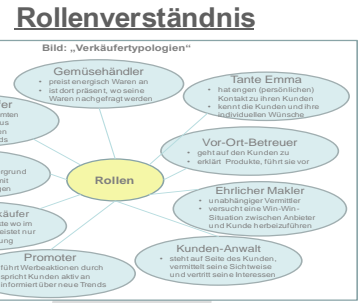 Rollenverständnis
Bild: „Verkäufertypologien“
Gemüsehändler
• preist energisch Waren an
• ist dort präsent, wo seine
Waren nachgefragt werden
Tante Emma
• hat engen (persönlichen)
Kontakt zu ihren Kunden
• kennt die Kunden und ihre
individuellen Wünsche
Vor-Ort-Betreuer
• geht auf den Kunden zu
• erklärt Produkte, führt sie vor
Rollen
Ehrlicher Makler
• unabhängiger Vermittler
• versucht eine Win-Win-
Situation zwischen Anbieter
und Kunde herbeizuführen
Kunden-Anwalt
• steht auf Seite des Kunden,
vermittelt seine Sichtweise
und vertritt seine Interessen
Promoter
führt Werbeaktionen durch
spricht Kunden aktiv an
informiert über neue Trends